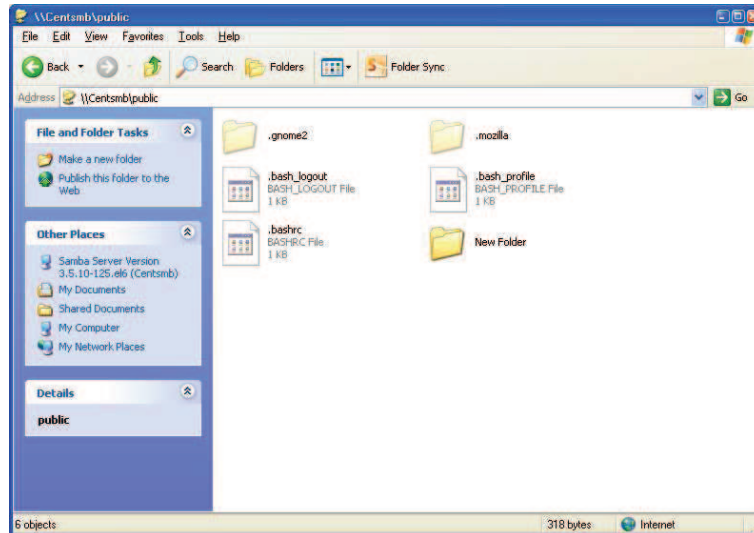 \\Centsmb\public
File Edit View Favorites Tools Help
Back Search Folders Folder Sync
Address \\Centsmb\public Go
File and Folder Tasks
Make a new folder
Publish this folder to the
Web
Other Places
Samba Server Version
3.5.10-125.el6 (Centsmb)
My Documents
Shared Documents
My Computer
My Network Places
Details
public
.gnome2
.mozilla
.bash_logout
BASH_LOGOUT File
1 KB
.bash_profile
BASH_PROFILE File
1 KB
.bashrc
BASHRC File
1 KB
New Folder
6 objects 318 bytes Internet